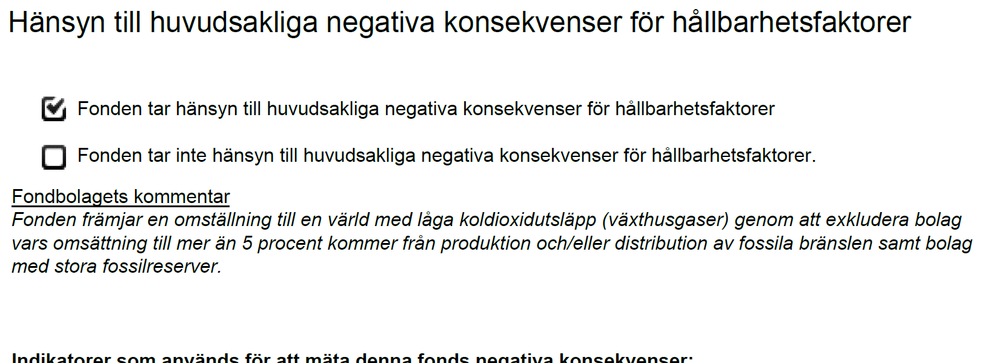 Hänsyn till huvudsakliga negativa konsekvenser för hållbarhetsfaktorer
Fonden tar hänsyn till huvudsakliga negativa konsekvenser för hållbarhetsfaktorer
Fonden tar inte hänsyn till huvudsakliga negativa konsekvenser för hållbarhetsfaktorer.
Fondbolagets kommentar
Fonden främjar en omställning till en värld med låga koldioxidutsläpp (växthusgaser) genom att exkludera bolag
vars omsättning till mer än 5 procent kommer från produktion och/eller distribution av fossila bränslen samt bolag
med stora fossilreserver.
Indikatorer som används för att mäta denna fonds negativa konsekvenser: